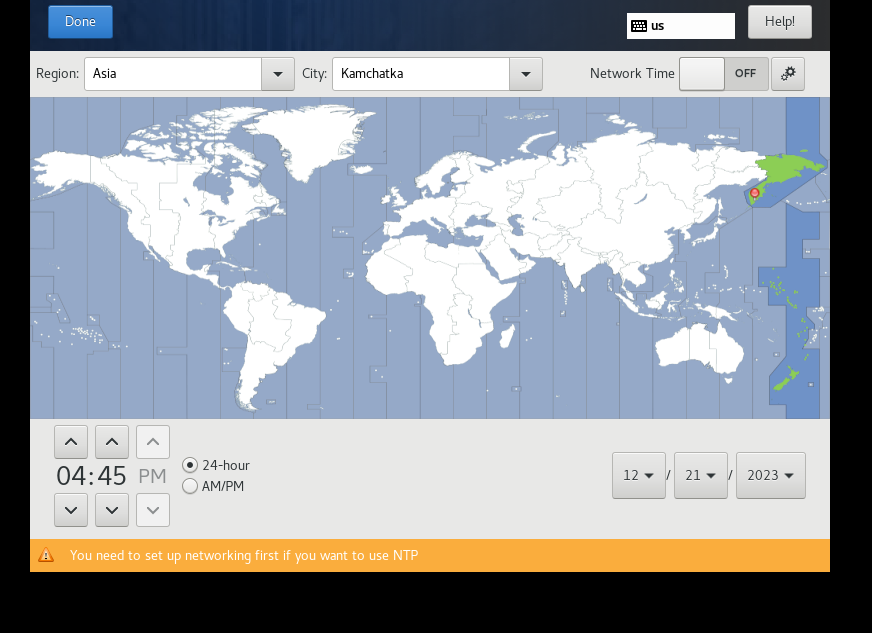 Done
us
Help!
Region: Asia City: Kamchatka Network Time OFF
04:45 PM
24-hour
AM/PM
12 / 21 / 2023
You need to set up networking first if you want to use NTP